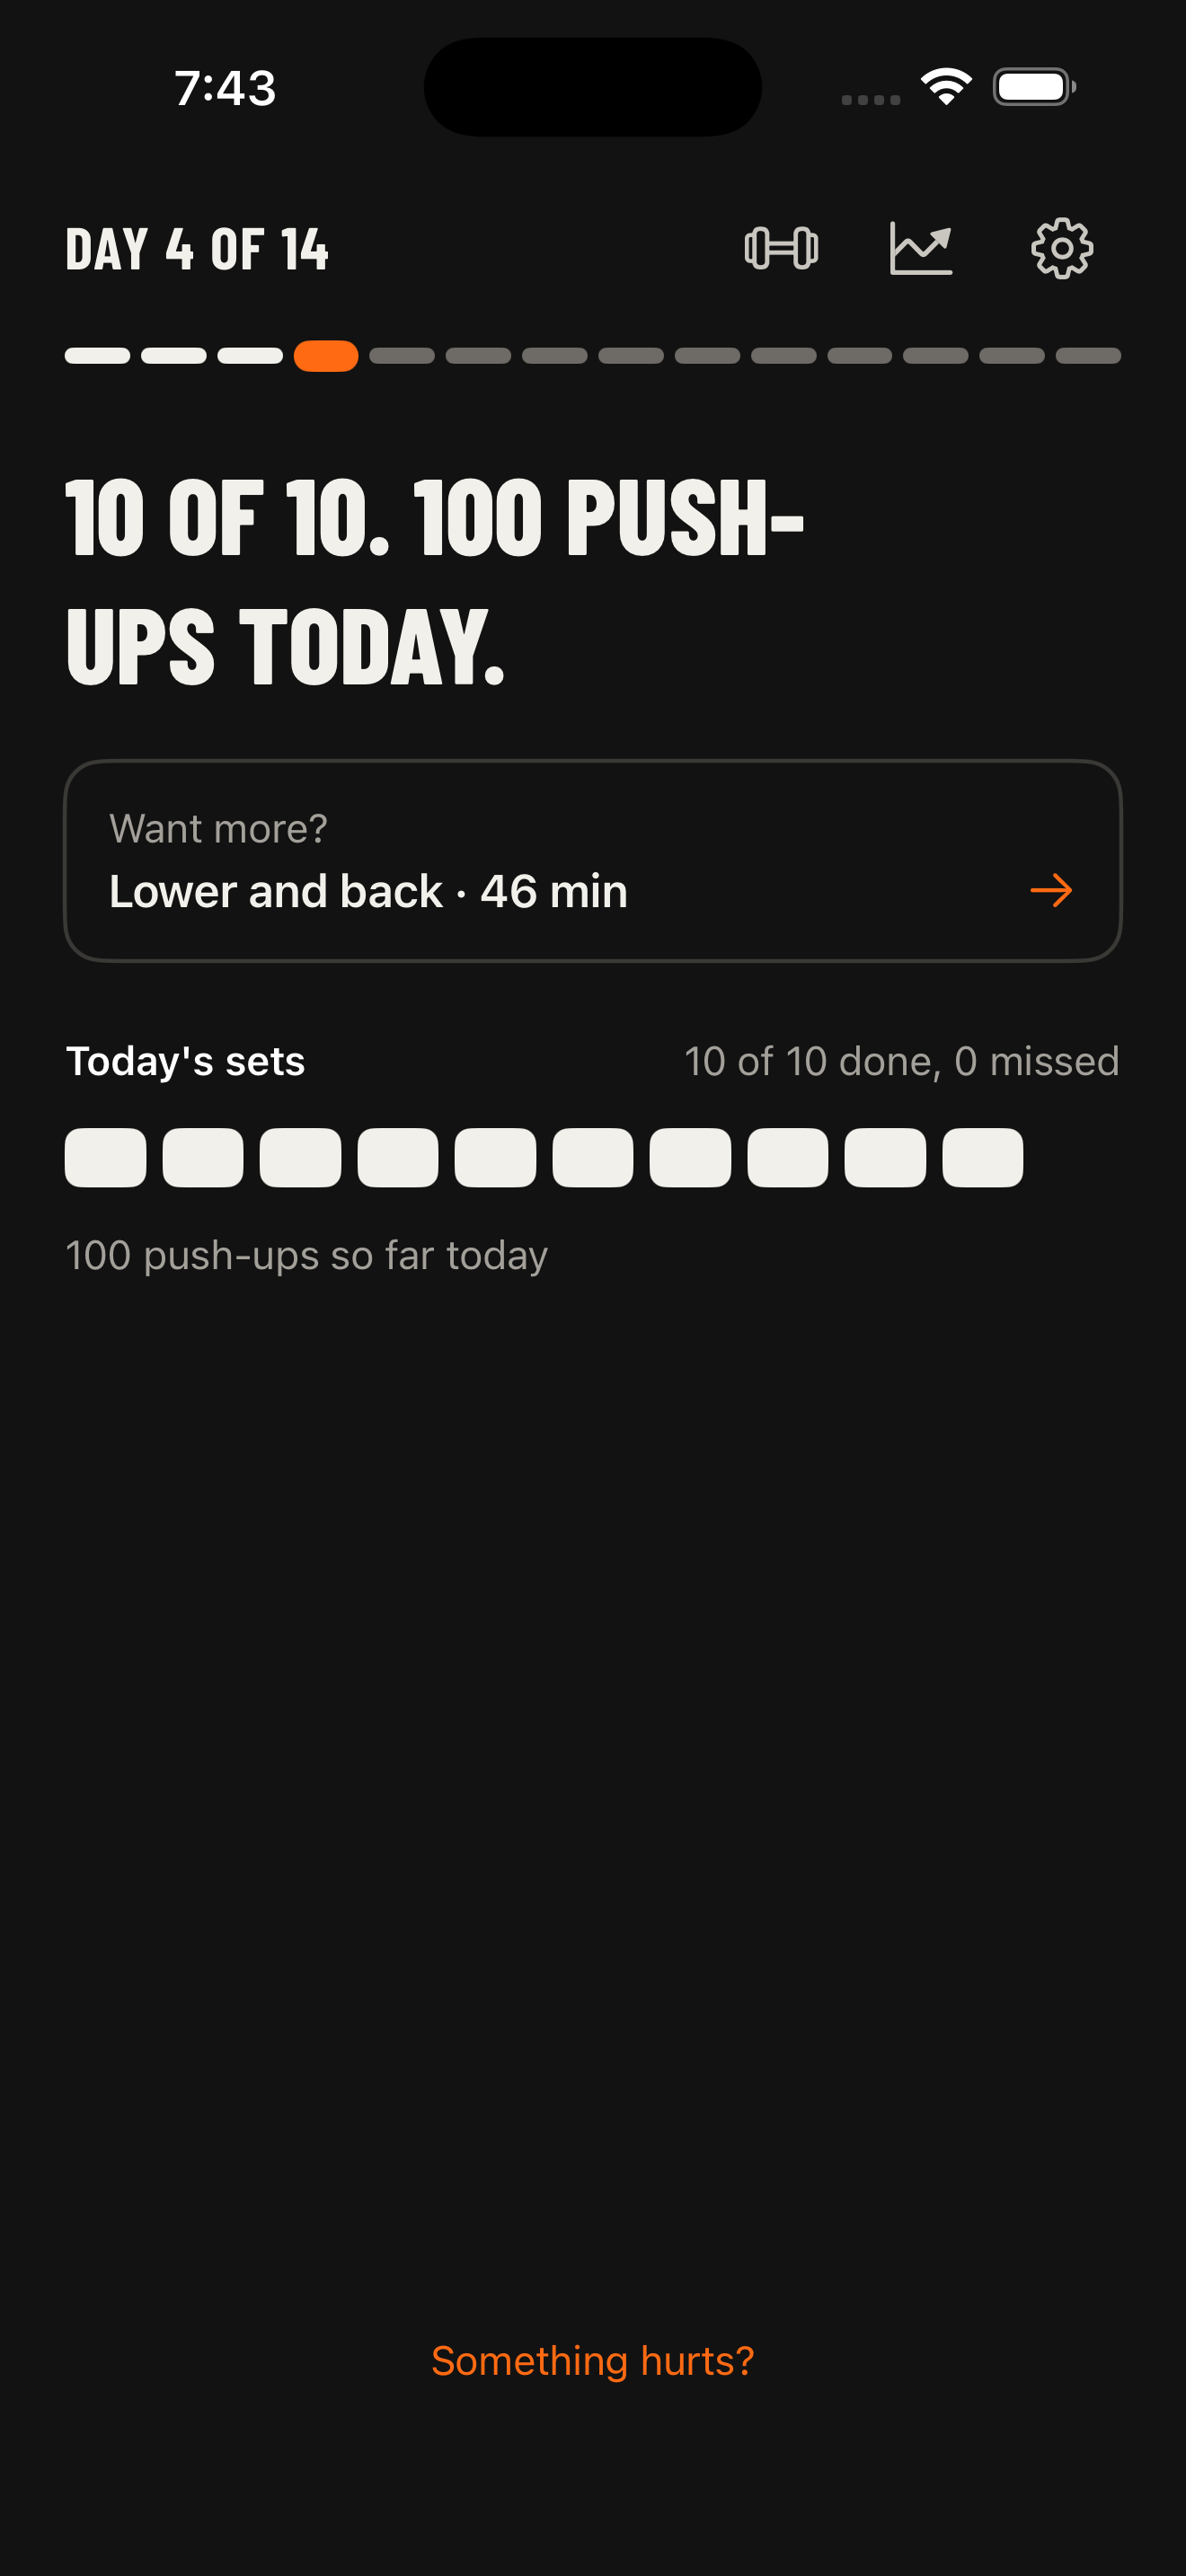 7:43
DAY 4 OF 14
10 OF 10. 100 PUSH-
UPS TODAY.
Want more?
Lower and back · 46 min
Today's sets
10 of 10 done, 0 missed
100 push-ups so far today
Something hurts?